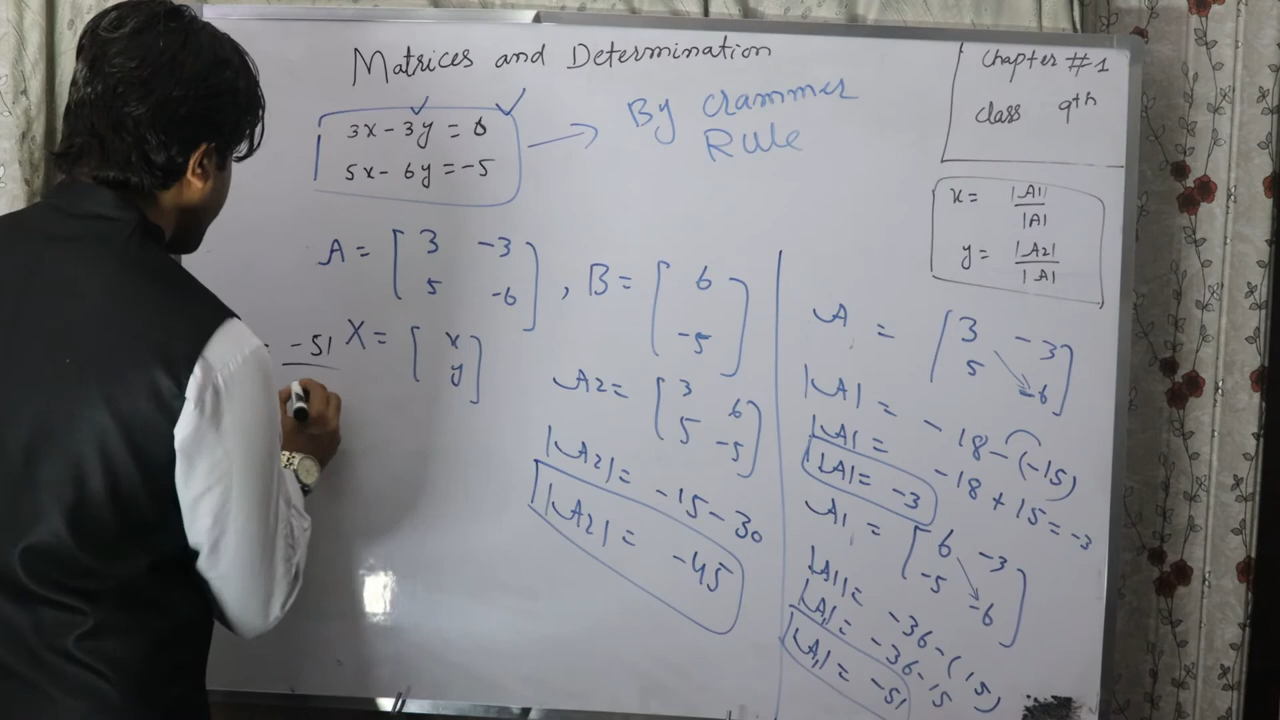 Matrices and Determination
Chapter #1
class 9th
3x - 3y = 6
5x - 6y = -5
By crammer
Rule
x = |A1| / |A|
y = |A2| / |A|
A = [ 3 -3
5 -6 ] , B = [ 6
-5 ]
X = [ x
y ]
-51
A2 = [ 3 6
5 -5 ]
|A2| = -15 - 30
|A2| = -45
A = [ 3 -3
5 -6 ]
|A| = -18 - (-15)
|A| = -18 + 15 = -3
|A| = -3
A1 = [ 6 -3
-5 -6 ]
|A1| = -36 - (15)
|A1| = -36 - 15
|A1| = -51